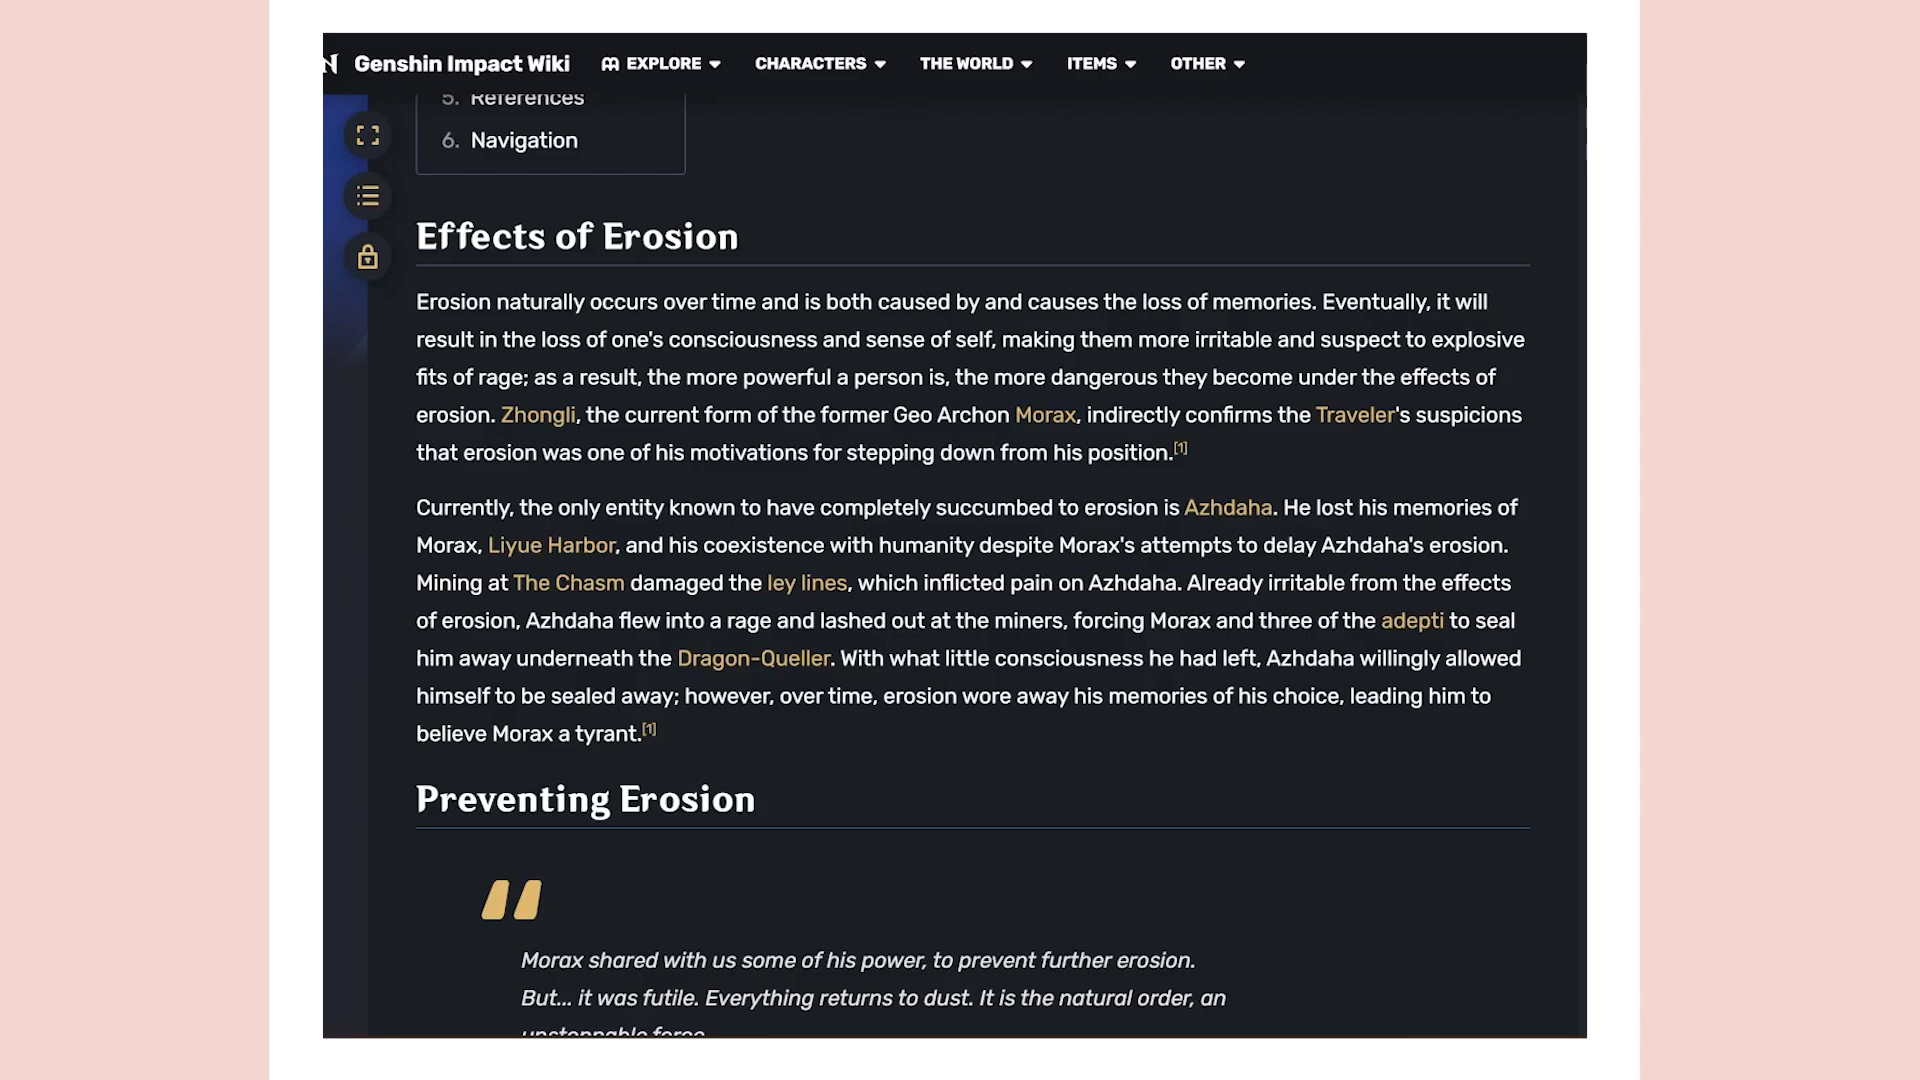 Genshin Impact Wiki EXPLORE CHARACTERS THE WORLD ITEMS OTHER
5. References
6. Navigation
Effects of Erosion
Erosion naturally occurs over time and is both caused by and causes the loss of memories. Eventually, it will
result in the loss of one's consciousness and sense of self, making them more irritable and suspect to explosive
fits of rage; as a result, the more powerful a person is, the more dangerous they become under the effects of
erosion. Zhongli, the current form of the former Geo Archon Morax, indirectly confirms the Traveler's suspicions
that erosion was one of his motivations for stepping down from his position.[1]
Currently, the only entity known to have completely succumbed to erosion is Azhdaha. He lost his memories of
Morax, Liyue Harbor, and his coexistence with humanity despite Morax's attempts to delay Azhdaha's erosion.
Mining at The Chasm damaged the ley lines, which inflicted pain on Azhdaha. Already irritable from the effects
of erosion, Azhdaha flew into a rage and lashed out at the miners, forcing Morax and three of the adepti to seal
him away underneath the Dragon-Queller. With what little consciousness he had left, Azhdaha willingly allowed
himself to be sealed away; however, over time, erosion wore away his memories of his choice, leading him to
believe Morax a tyrant.[1]
Preventing Erosion
Morax shared with us some of his power, to prevent further erosion.
But... it was futile. Everything returns to dust. It is the natural order, an
unstoppable force